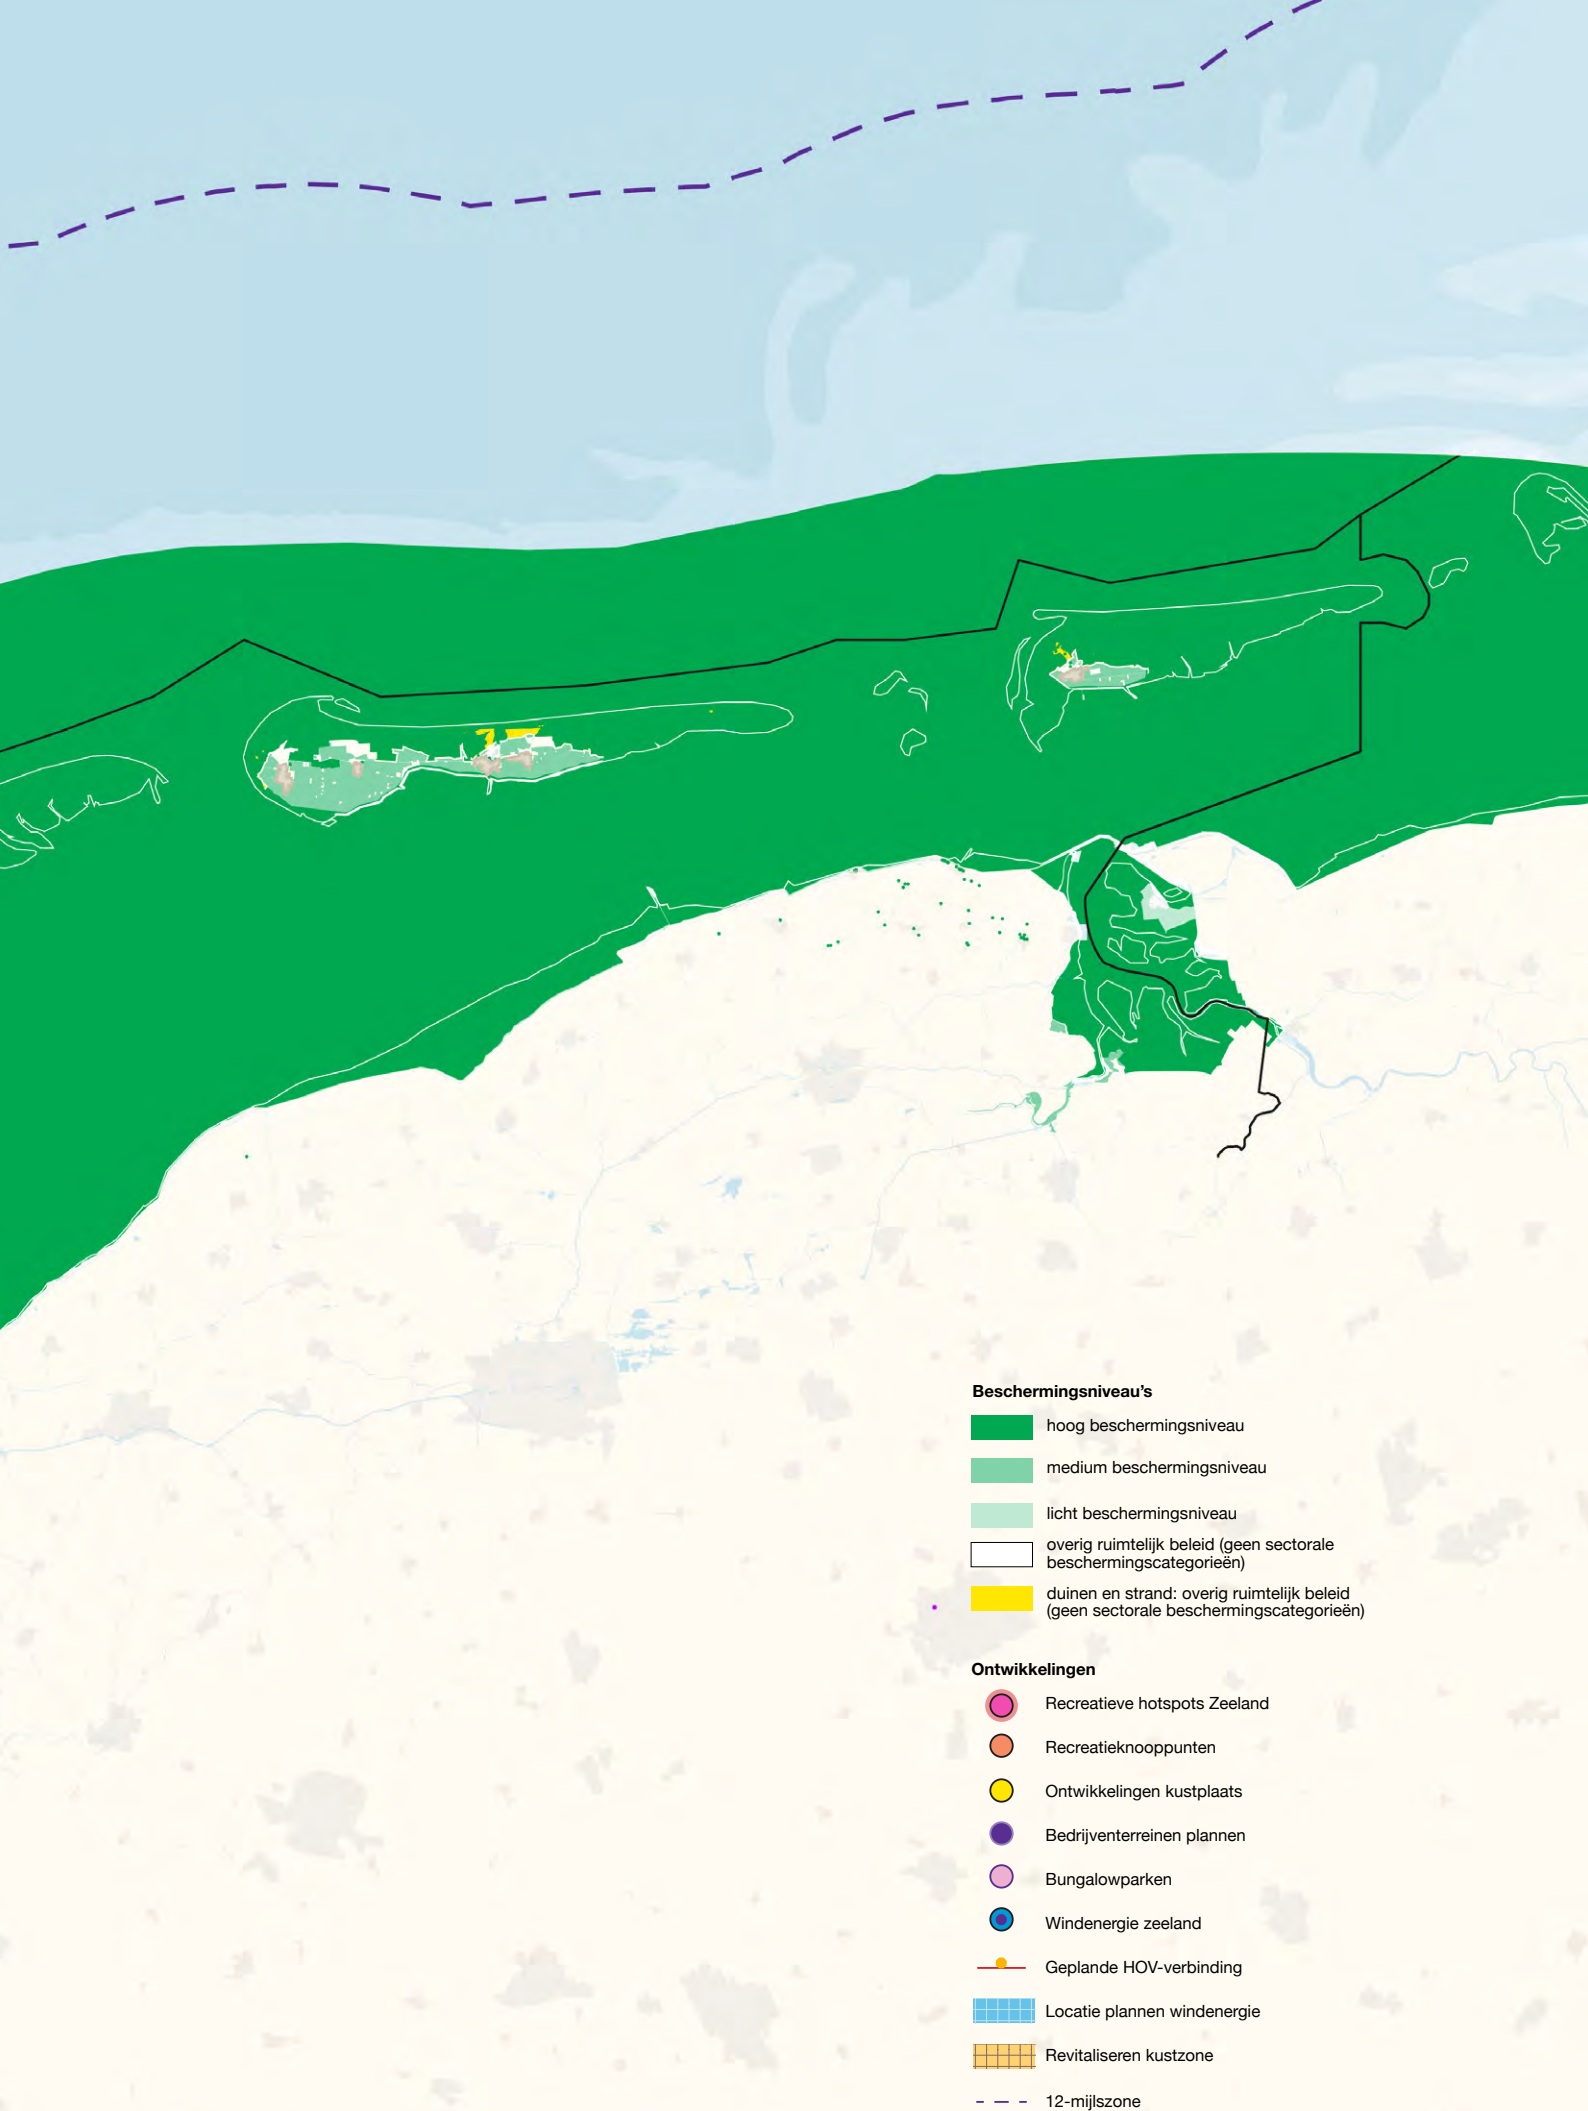 Beschermingsniveau’s
hoog beschermingsniveau
medium beschermingsniveau
licht beschermingsniveau
overig ruimtelijk beleid (geen sectorale
beschermingscategorieën)
duinen en strand: overig ruimtelijk beleid
(geen sectorale beschermingscategorieën)
Ontwikkelingen
Recreatieve hotspots Zeeland
Recreatieknooppunten
Ontwikkelingen kustplaats
Bedrijventerreinen plannen
Bungalowparken
Windenergie zeeland
Geplande HOV-verbinding
Locatie plannen windenergie
Revitaliseren kustzone
12-mijlszone